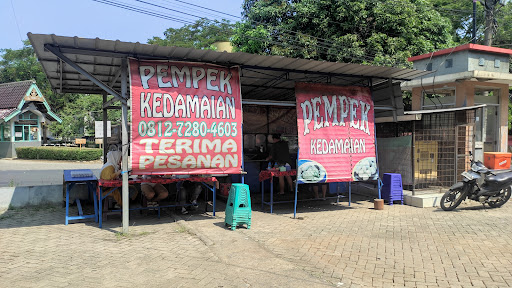 PEMPEK
KEDAMAIAN
0812-7280-4603
TERIMA
PESANAN
PEMPEK
KEDAMAIAN